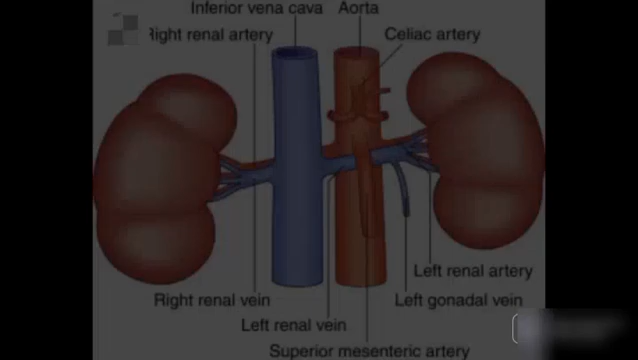 Inferior vena cava Aorta
Right renal artery Celiac artery
Left renal artery
Right renal vein Left gonadal vein
Left renal vein
Superior mesenteric artery